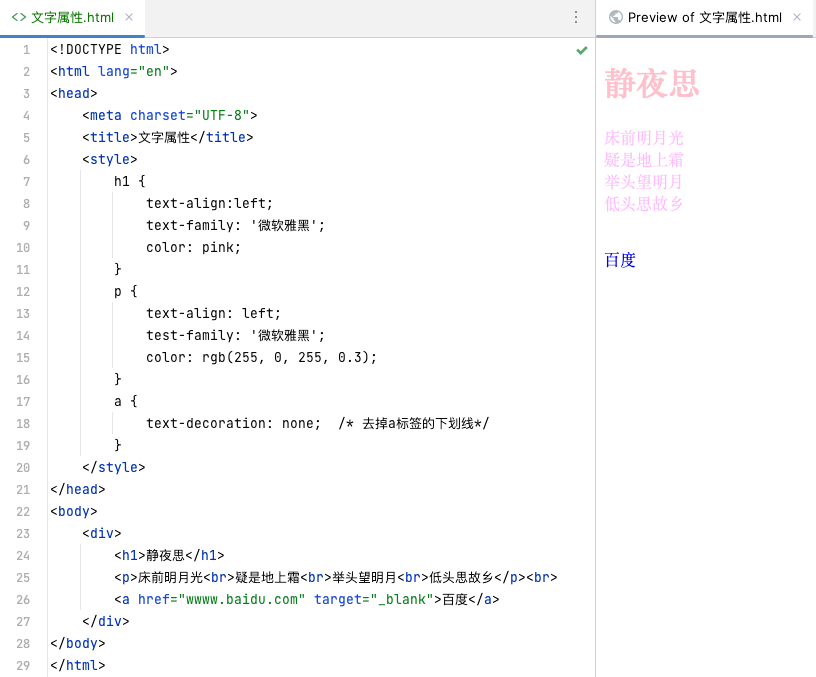 文字属性.html
Preview of 文字属性.html
1 <!DOCTYPE html>
2 <html lang="en">
3 <head>
4     <meta charset="UTF-8">
5     <title>文字属性</title>
6     <style>
7         h1 {
8             text-align:left;
9             text-family: '微软雅黑';
10             color: pink;
11         }
12         p {
13             text-align: left;
14             test-family: '微软雅黑';
15             color: rgb(255, 0, 255, 0.3);
16         }
17         a {
18             text-decoration: none;  /* 去掉a标签的下划线*/
19         }
20     </style>
21 </head>
22 <body>
23     <div>
24         <h1>静夜思</h1>
25         <p>床前明月光<br>疑是地上霜<br>举头望明月<br>低头思故乡</p><br>
26         <a href="wwww.baidu.com" target="_blank">百度</a>
27     </div>
28 </body>
29 </html>
静夜思
床前明月光
疑是地上霜
举头望明月
低头思故乡
百度